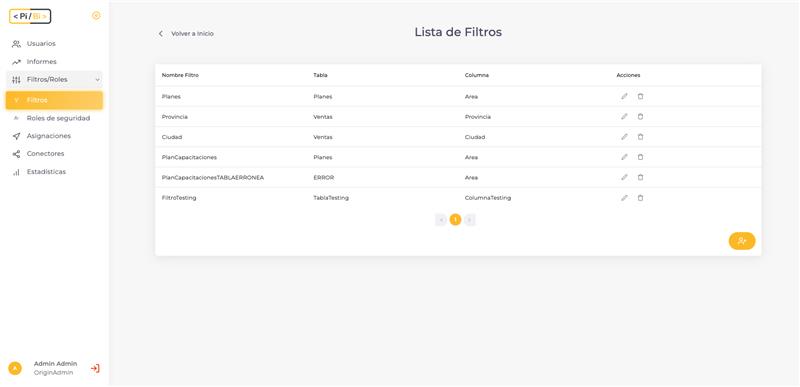 < Pi / Bi >
Usuarios
Informes
Filtros/Roles
Filtros
Roles de seguridad
Asignaciones
Conectores
Estadísticas
Admin Admin
OriginAdmin
Volver a Inicio
Lista de Filtros
Nombre Filtro Tabla Columna Acciones
Planes Planes Area
Provincia Ventas Provincia
Ciudad Ventas Ciudad
PlanCapacitaciones Planes Area
PlanCapacitacionesTABLAERRONEA ERROR Area
FiltroTesting TablaTesting ColumnaTesting
< 1 >